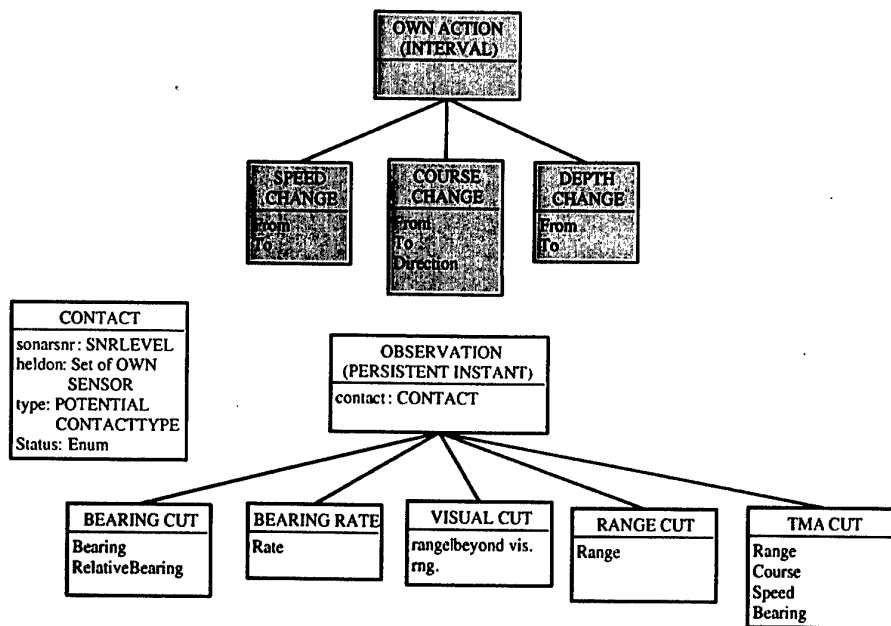 OWN ACTION
(INTERVAL)
SPEED
CHANGE
From
To
COURSE
CHANGE
From
To
Direction
DEPTH
CHANGE
From
To
CONTACT
sonarsnr: SNRLEVEL
heldon: Set of OWN
SENSOR
type: POTENTIAL
CONTACTTYPE
Status: Enum
OBSERVATION
(PERSISTENT INSTANT)
contact: CONTACT
BEARING CUT
Bearing
RelativeBearing
BEARING RATE
Rate
VISUAL CUT
range|beyond vis.
rng.
RANGE CUT
Range
TMA CUT
Range
Course
Speed
Bearing